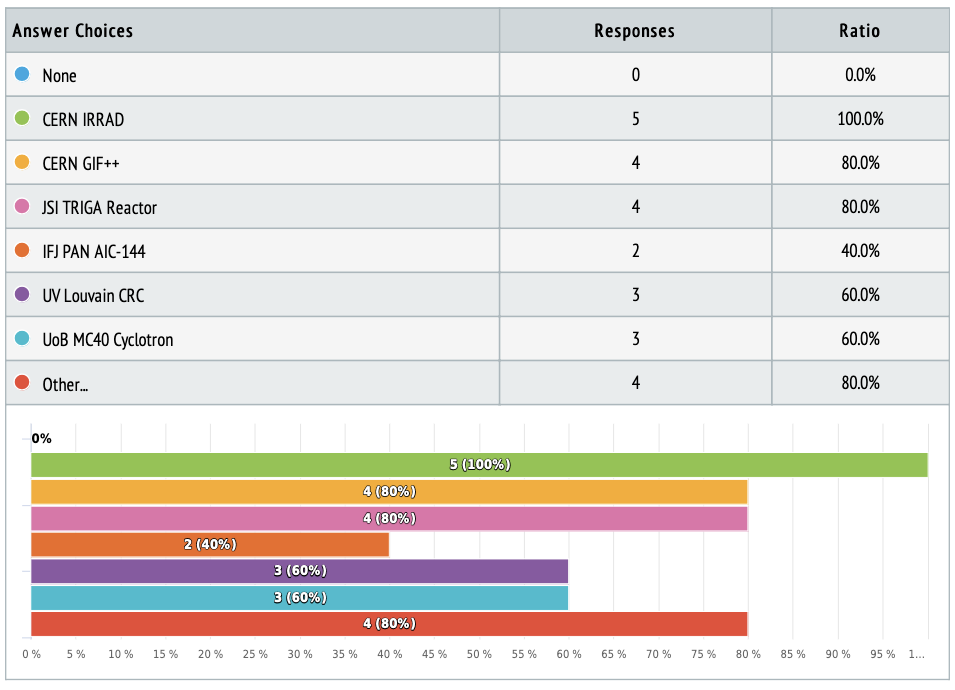 Answer Choices Responses Ratio
None 0 0.0%
CERN IRRAD 5 100.0%
CERN GIF++ 4 80.0%
JSI TRIGA Reactor 4 80.0%
IFJ PAN AIC-144 2 40.0%
UV Louvain CRC 3 60.0%
UoB MC40 Cyclotron 3 60.0%
Other... 4 80.0%
0%
5 (100%)
4 (80%)
4 (80%)
2 (40%)
3 (60%)
3 (60%)
4 (80%)
0 % 5 % 10 % 15 % 20 % 25 % 30 % 35 % 40 % 45 % 50 % 55 % 60 % 65 % 70 % 75 % 80 % 85 % 90 % 95 % 1...